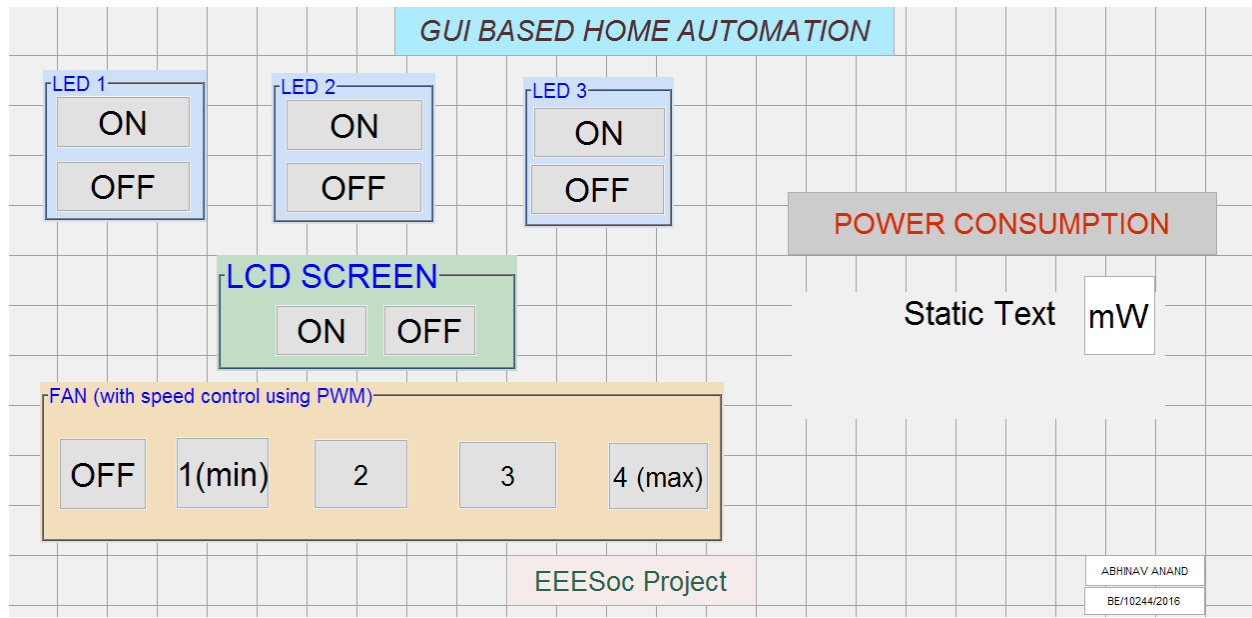 GUI BASED HOME AUTOMATION
LED 1
ON
OFF
LED 2
ON
OFF
LED 3
ON
OFF
POWER CONSUMPTION
Static Text
mW
LCD SCREEN
ON OFF
FAN (with speed control using PWM)
OFF 1(min) 2 3 4 (max)
EEESoc Project
ABHINAV ANAND
BE/10244/2016